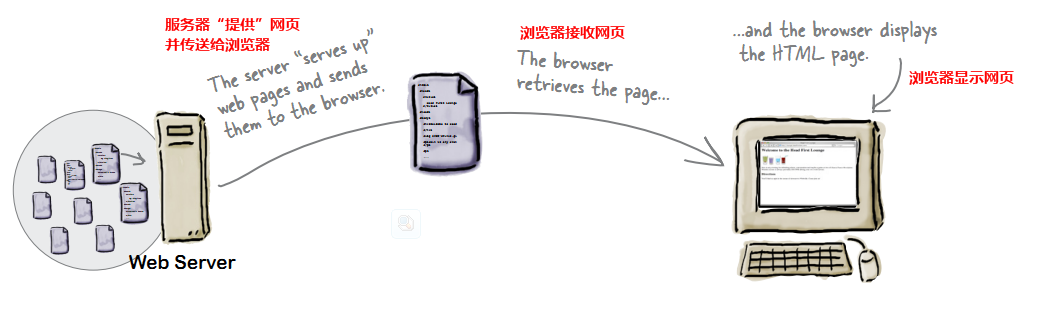 服务器“提供”网页
并传送给浏览器
The server “serves up”
web pages and sends
them to the browser.
浏览器接收网页
The browser
retrieves the page...
...and the browser displays
the HTML page.
浏览器显示网页
Welcome to the Head First Lounge
Web Server